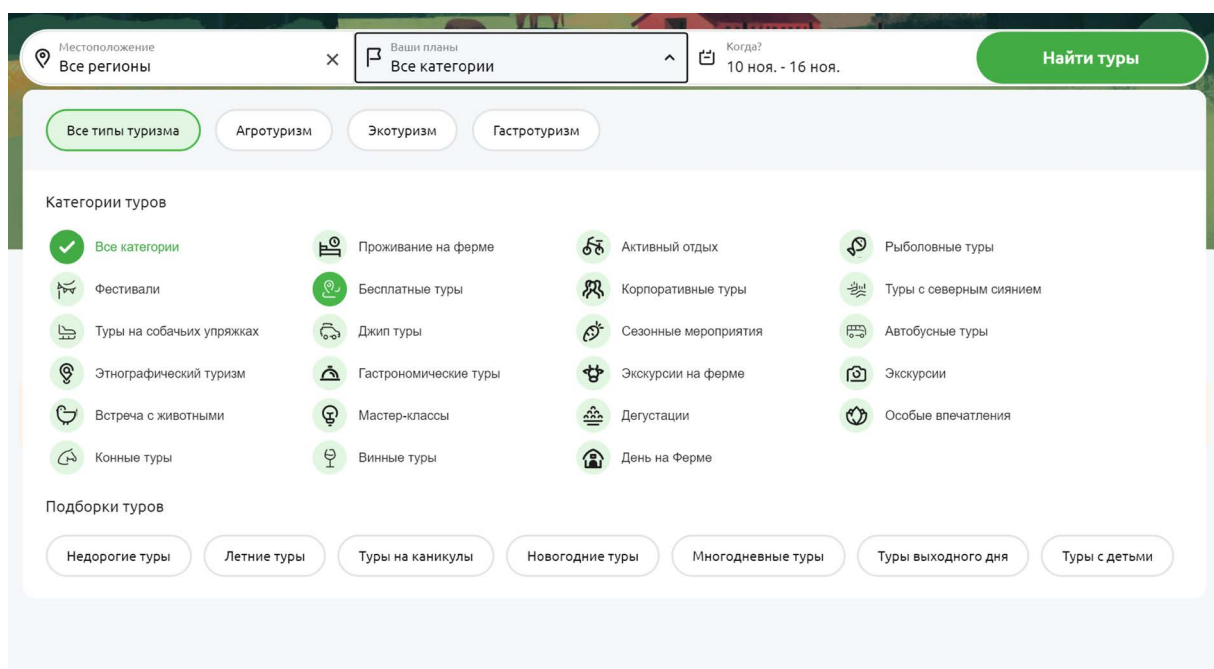 Местоположение
Все регионы
Ваши планы
Все категории
Когда?
10 ноя. - 16 ноя.
Найти туры
Все типы туризма
Агротуризм
Экотуризм
Гастротуризм
Категории туров
Все категории
Проживание на ферме
Активный отдых
Рыболовные туры
Фестивали
Бесплатные туры
Корпоративные туры
Туры с северным сиянием
Туры на собачьих упряжках
Джип туры
Сезонные мероприятия
Автобусные туры
Этнографический туризм
Гастрономические туры
Экскурсии на ферме
Экскурсии
Встреча с животными
Мастер-классы
Дегустации
Особые впечатления
Конные туры
Винные туры
День на Ферме
Подборки туров
Недорогие туры
Летние туры
Туры на каникулы
Новогодние туры
Многодневные туры
Туры выходного дня
Туры с детьми